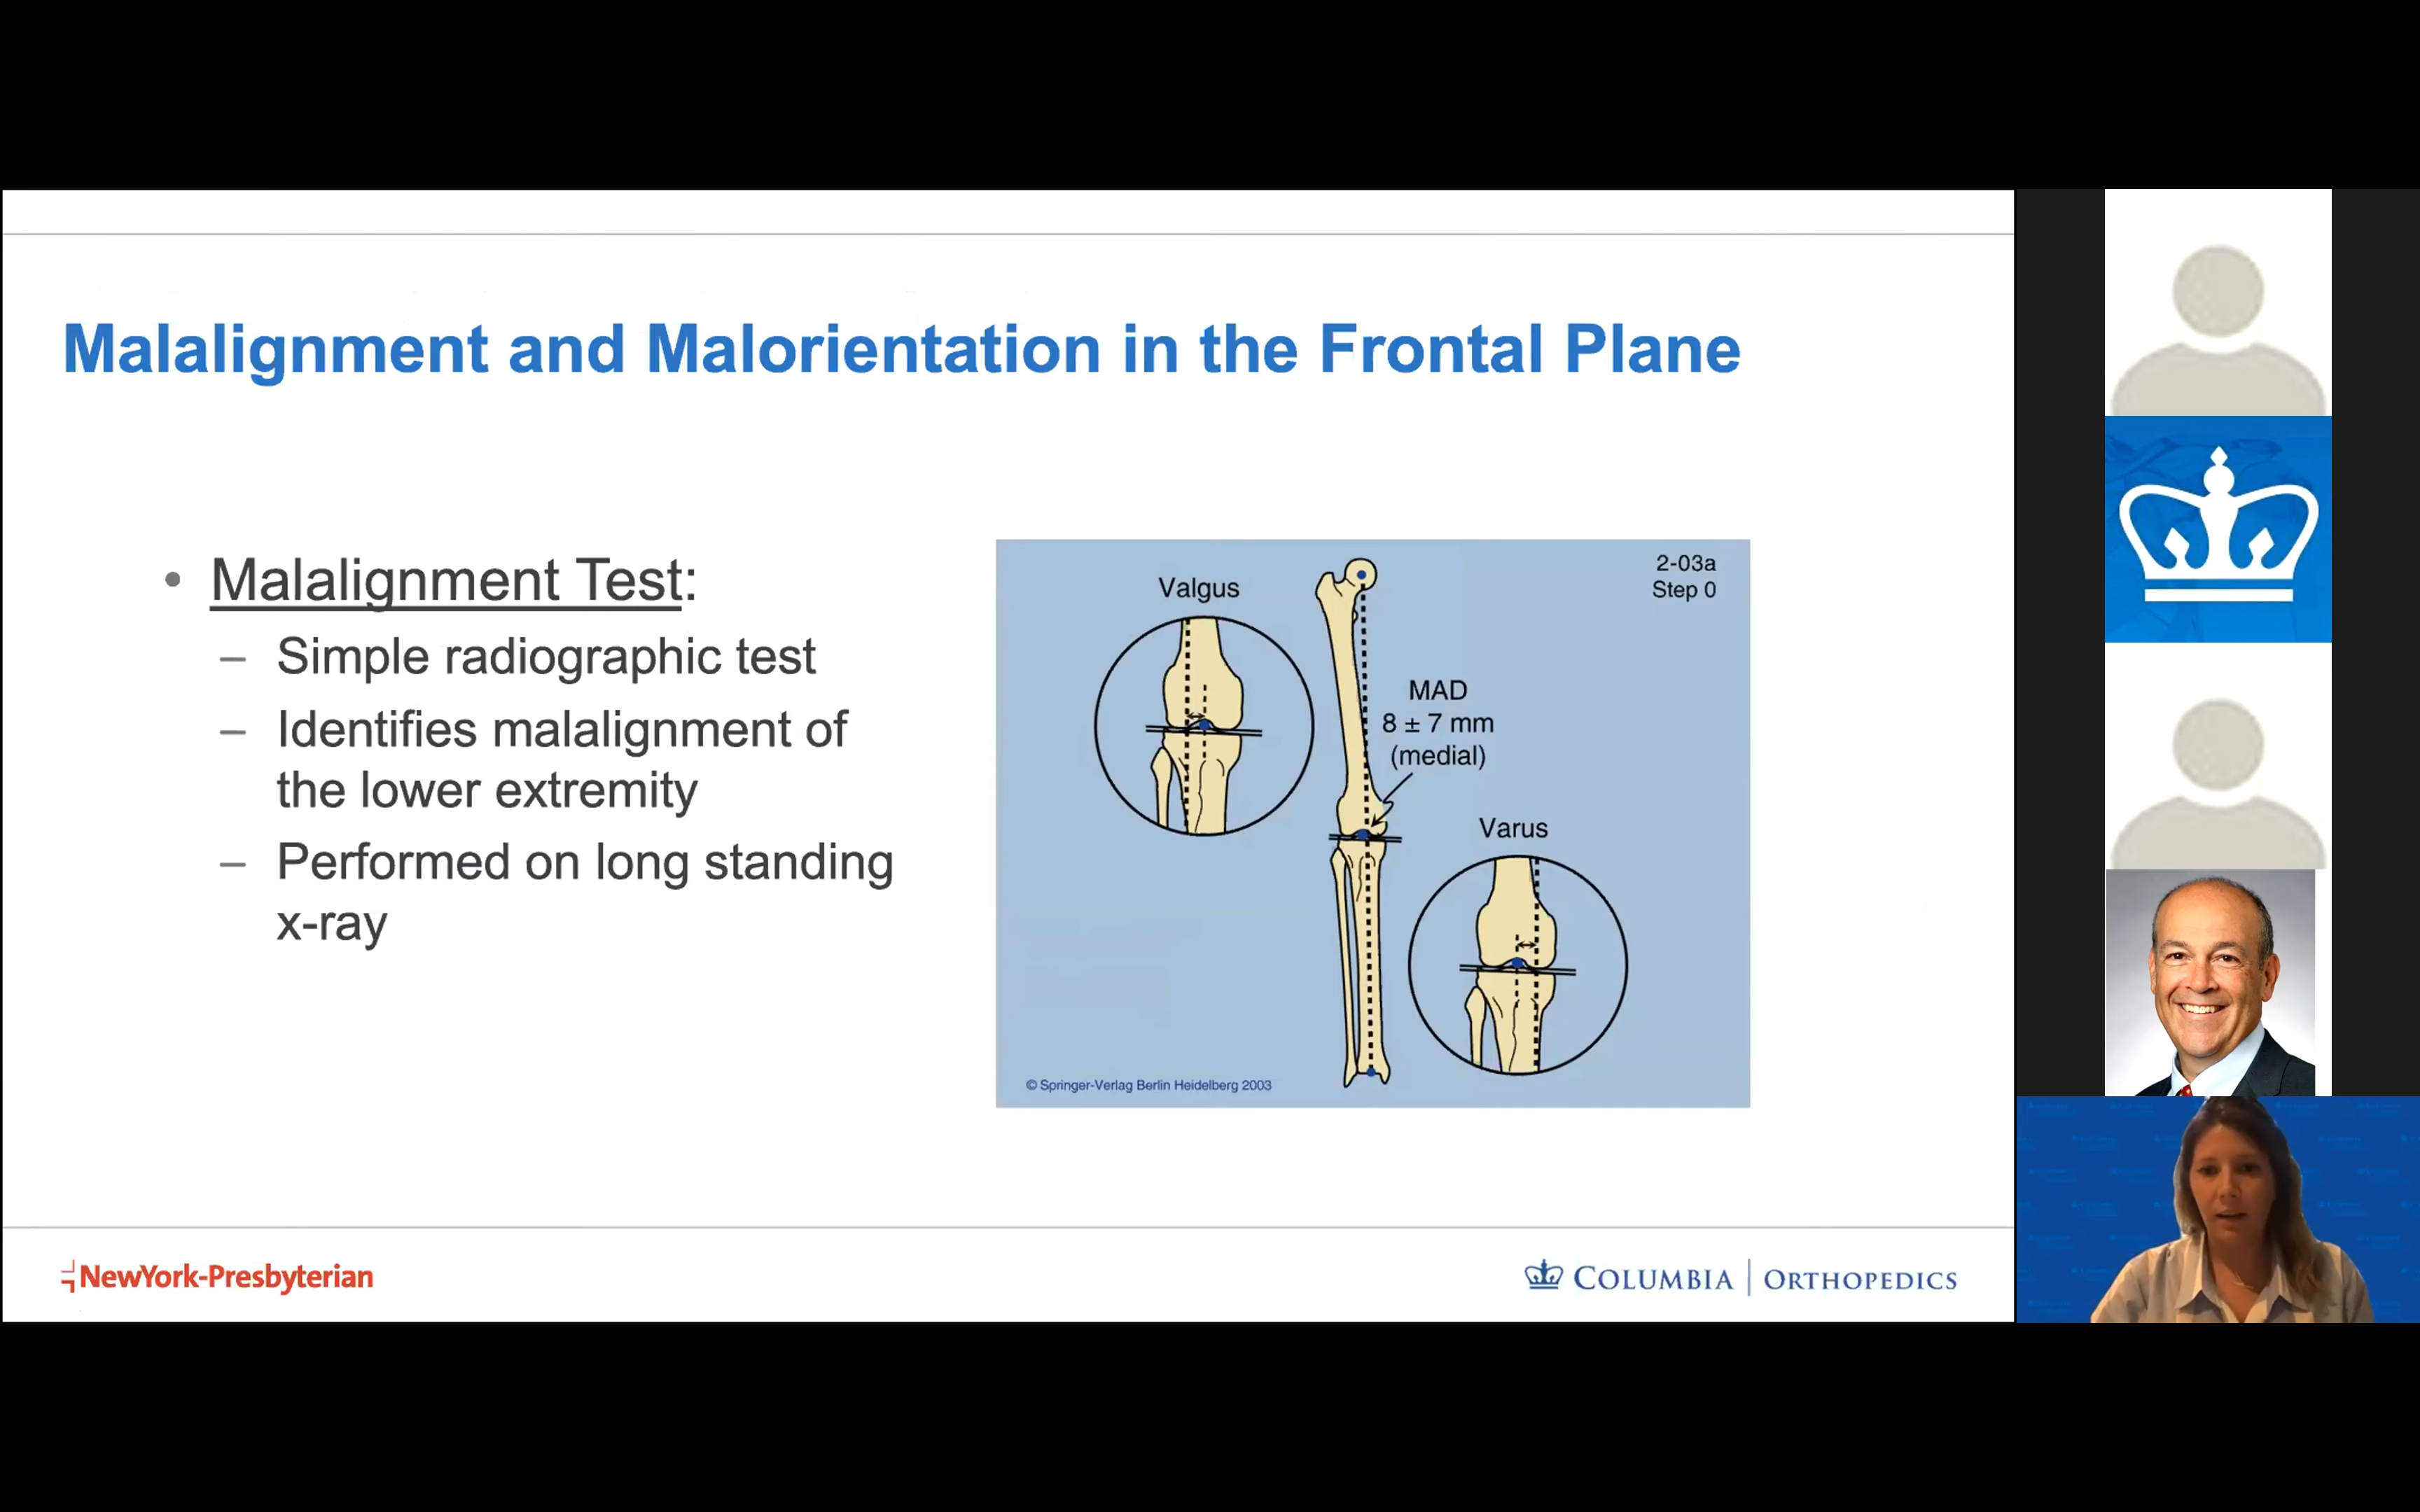 Malalignment and Malorientation in the Frontal Plane
• Malalignment Test:
– Simple radiographic test
– Identifies malalignment of
the lower extremity
– Performed on long standing
x-ray
2-03a
Step 0
Valgus
MAD
8 ± 7 mm
(medial)
Varus
© Springer-Verlag Berlin Heidelberg 2003
NewYork-Presbyterian
COLUMBIA | ORTHOPEDICS